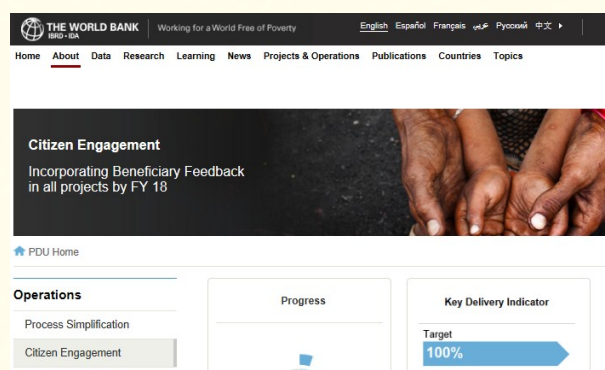 THE WORLD BANK
IBRD • IDA
Working for a World Free of Poverty
English Español Français عربي Русский 中文
Home About Data Research Learning News Projects & Operations Publications Countries Topics
Citizen Engagement
Incorporating Beneficiary Feedback
in all projects by FY 18
PDU Home
Operations
Process Simplification
Citizen Engagement
Progress
Key Delivery Indicator
Target
100%